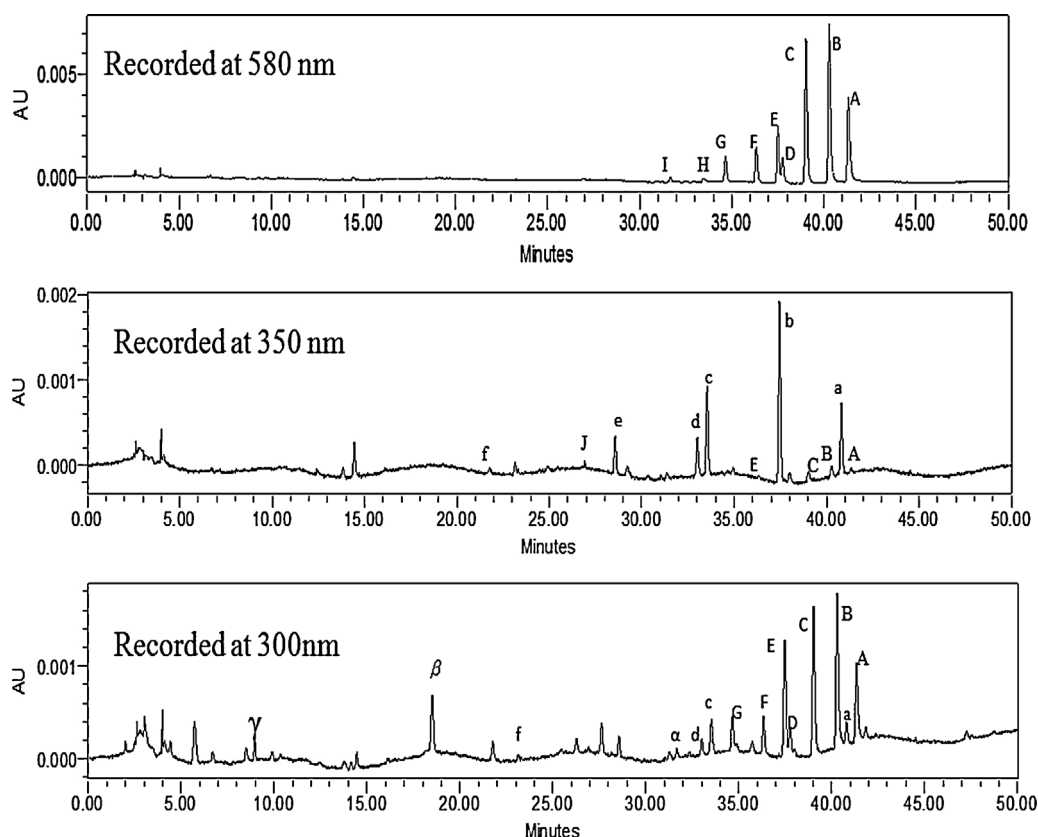 Recorded at 580 nm
AU
0.005
0.000
I H G F E D C B A
0.00 5.00 10.00 15.00 20.00 25.00 30.00 35.00 40.00 45.00 50.00
Minutes
Recorded at 350 nm
AU
0.002
0.001
0.000
f J e d c E b C B a A
0.00 5.00 10.00 15.00 20.00 25.00 30.00 35.00 40.00 45.00 50.00
Minutes
Recorded at 300nm
AU
0.001
0.000
γ β f α d c G F E D C B a A
0.00 5.00 10.00 15.00 20.00 25.00 30.00 35.00 40.00 45.00 50.00
Minutes